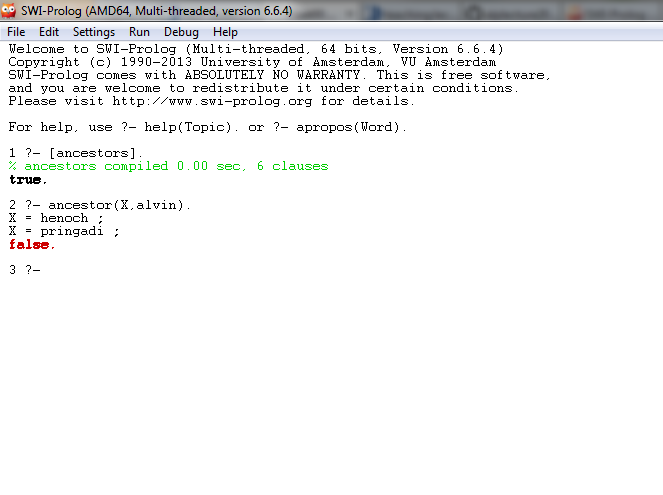 SWI-Prolog (AMD64, Multi-threaded, version 6.6.4)
File Edit Settings Run Debug Help
Welcome to SWI-Prolog (Multi-threaded, 64 bits, Version 6.6.4)
Copyright (c) 1990-2013 University of Amsterdam, VU Amsterdam
SWI-Prolog comes with ABSOLUTELY NO WARRANTY. This is free software,
and you are welcome to redistribute it under certain conditions.
Please visit http://www.swi-prolog.org for details.
For help, use ?- help(Topic). or ?- apropos(Word).
1 ?- [ancestors].
% ancestors compiled 0.00 sec, 6 clauses
true.
2 ?- ancestor(X,alvin).
X = henoch ;
X = pringadi ;
false.
3 ?-